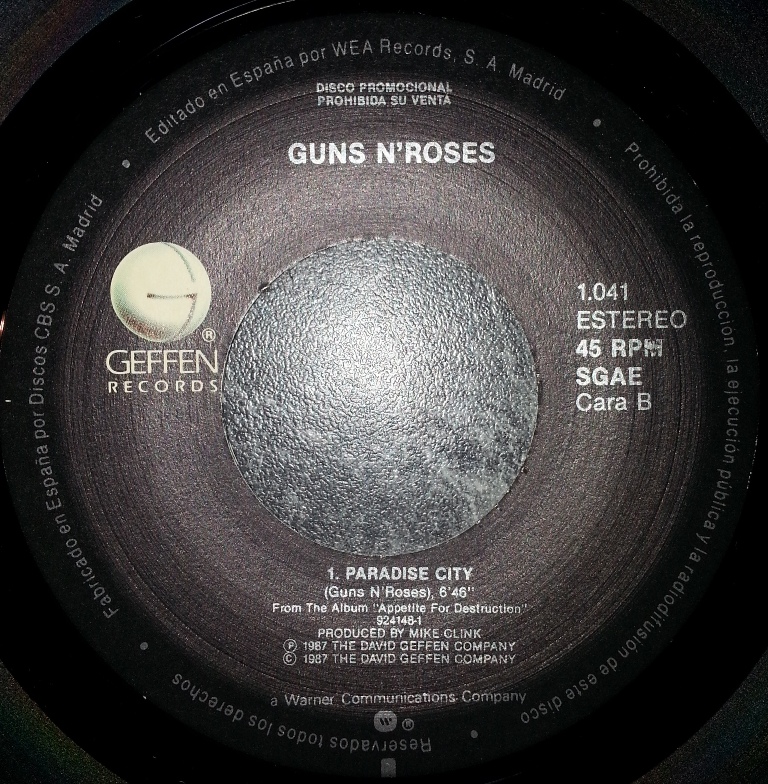 Editado en España por WEA Records, S. A. Madrid
DISCO PROMOCIONAL
PROHIBIDA SU VENTA
GUNS N'ROSES
GEFFEN
®
RECORDS
1.041
ESTEREO
45 RPM
SGAE
Cara B
1. PARADISE CITY
(Guns N'Roses), 6'46"
From The Album "Appetite For Destruction"
924148-1
PRODUCED BY MIKE CLINK
℗ 1987 THE DAVID GEFFEN COMPANY
© 1987 THE DAVID GEFFEN COMPANY
a Warner Communications Company
W ®
Prohibida la reproducción, la ejecución pública y la radiodifusión de este disco
Reservados todos los derechos
Fabricado en España por Discos CBS S. A. Madrid